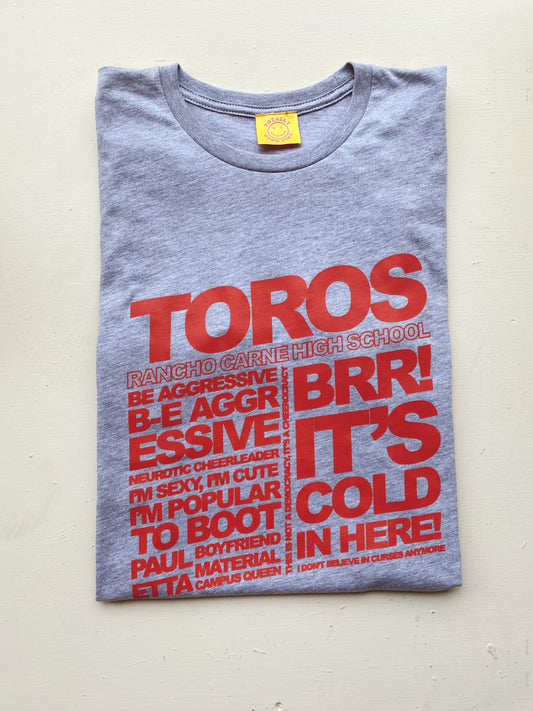 TOTALLY
TOROS
RANCHO CARNE HIGH SCHOOL
BE AGGRESSIVE
B-E AGGR
ESSIVE
NEUROTIC CHEERLEADER
I'M SEXY, I'M CUTE
I'M POPULAR
TO BOOT
PAUL
ETTA
BOYFRIEND
MATERIAL
CAMPUS QUEEN
THIS IS NOT A DEMOCRACY, IT'S A CHEEROCRACY
BRR!
IT'S
COLD
IN HERE!
I DON'T BELIEVE IN CURSES ANYMORE